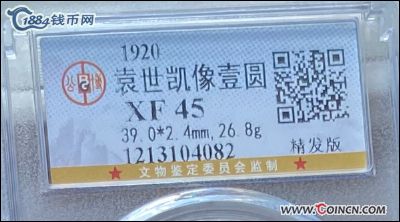 1884钱币网
1920
公博
袁世凯像壹圆
XF 45
39.0*2.4mm,26.8g
1213104082
精发版
★ 文物鉴定委员会监制 ★
www.COINCN.com